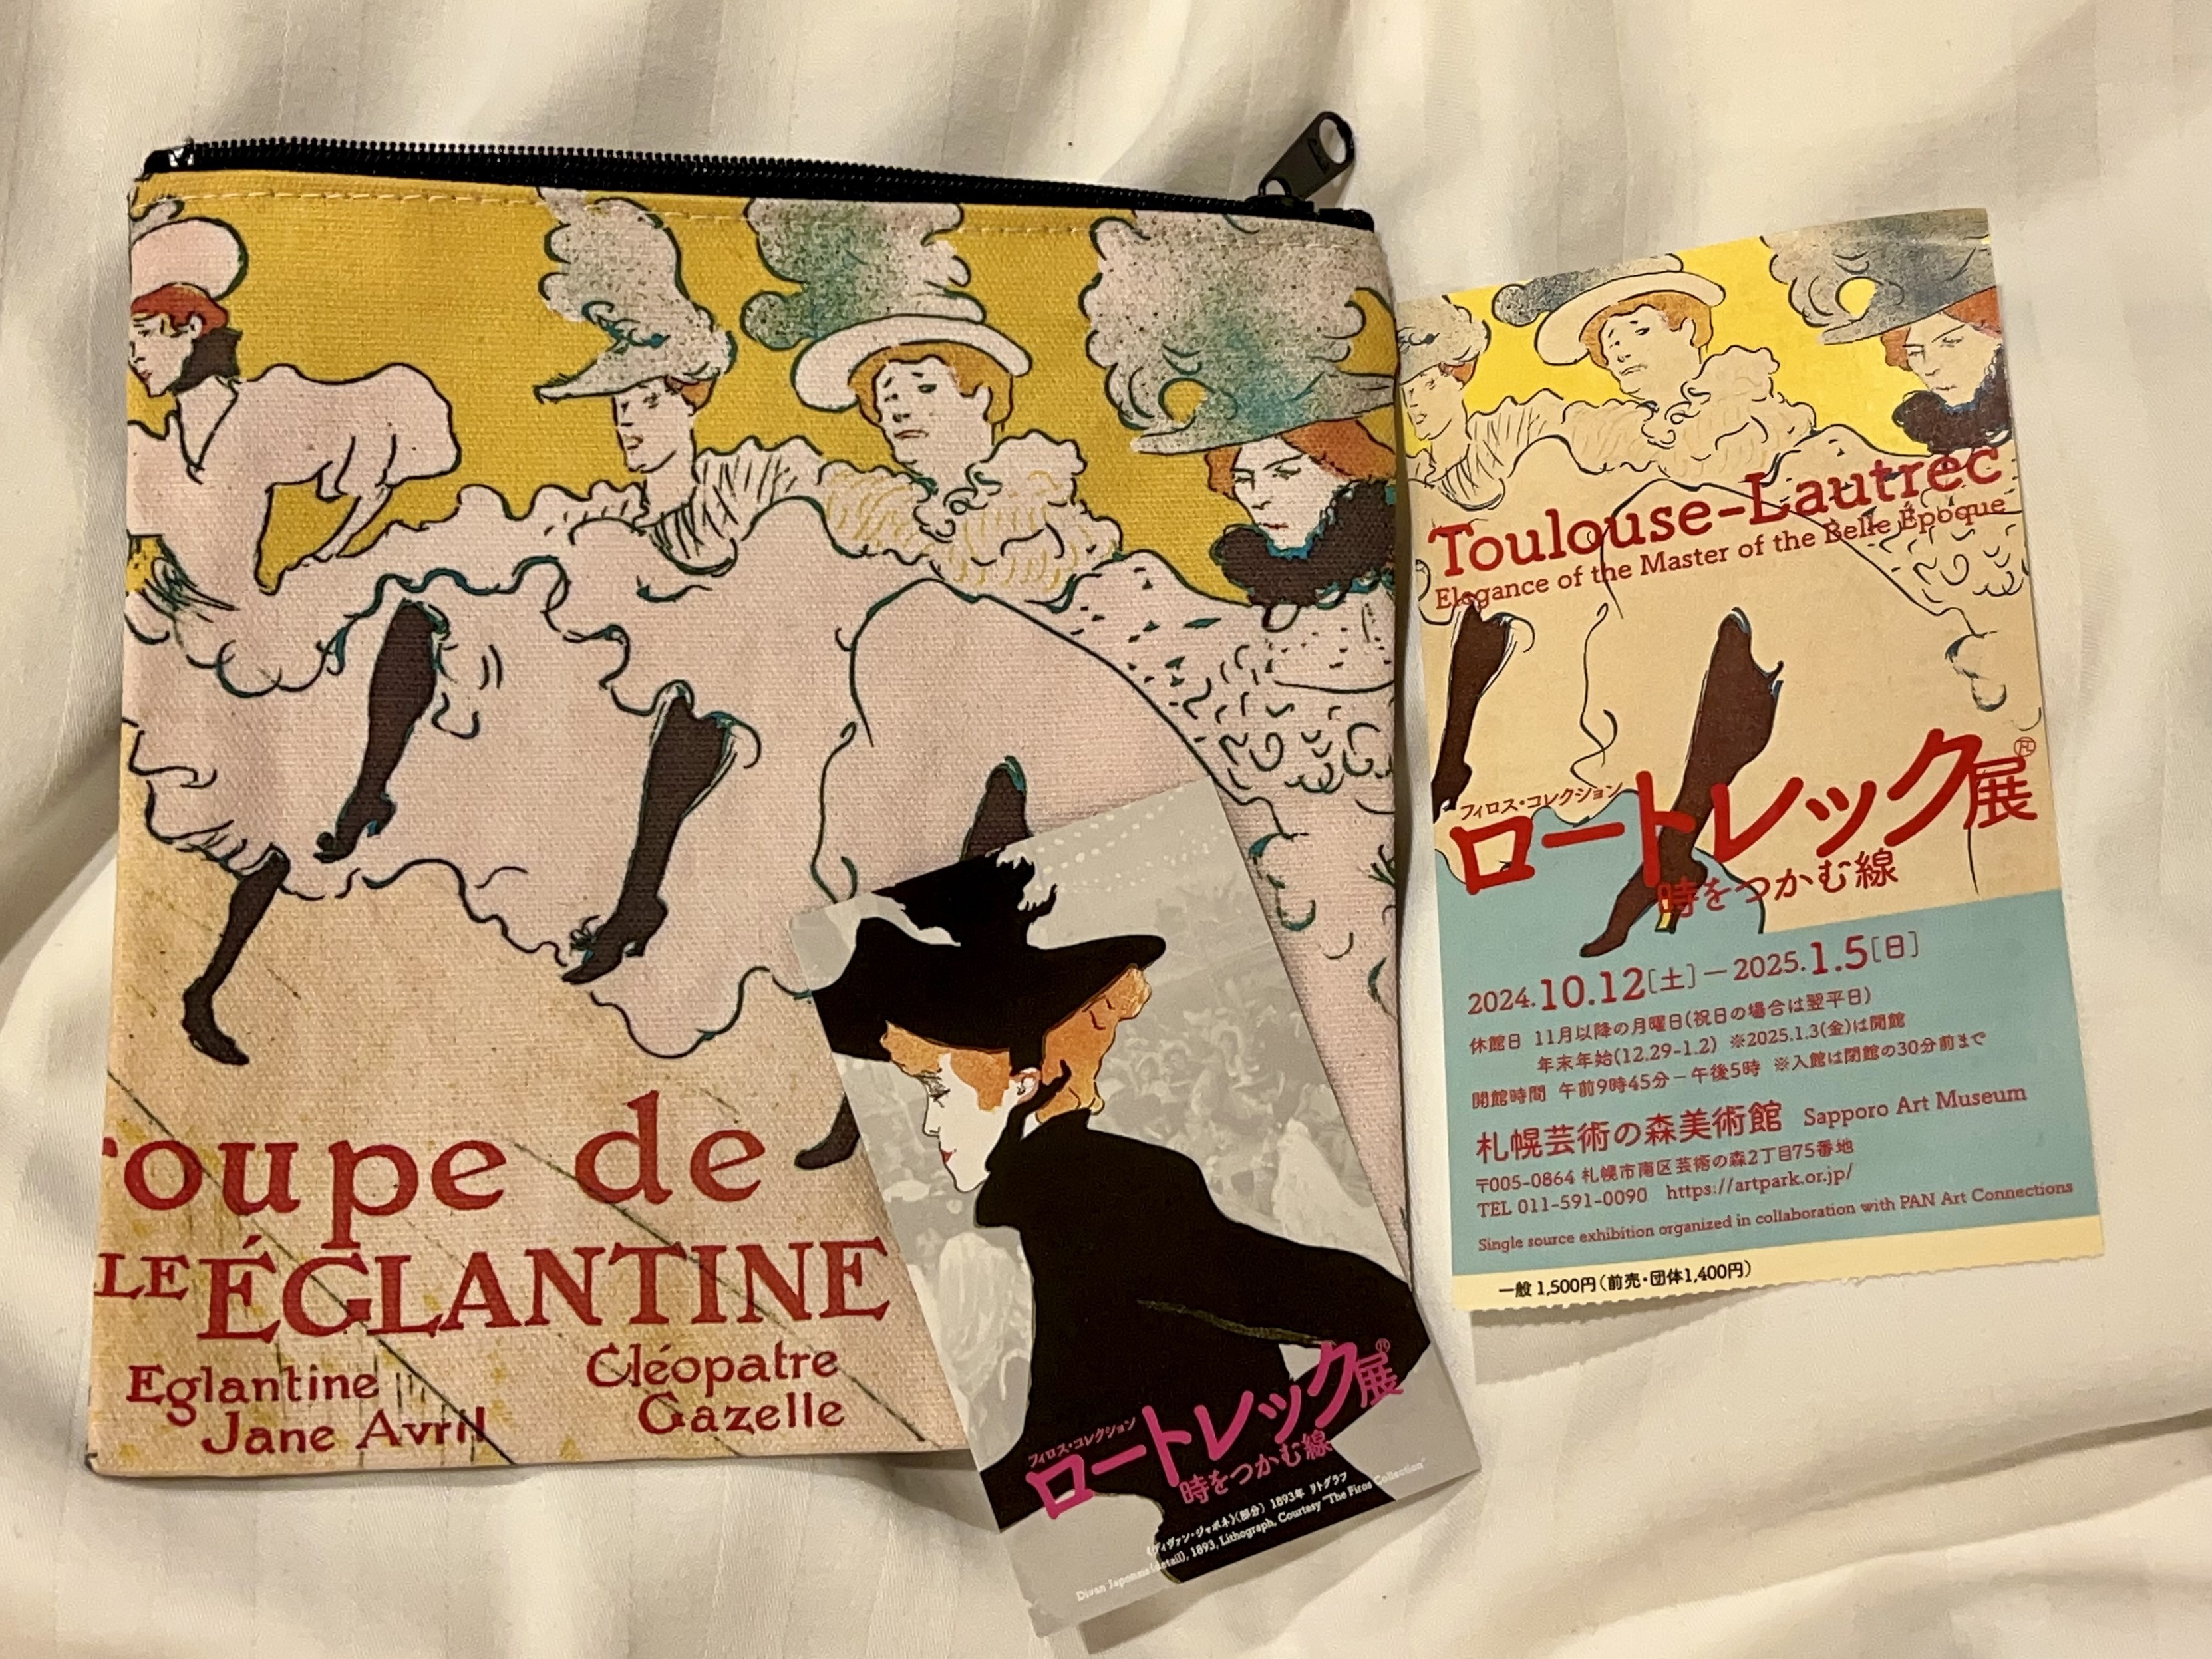 roupe de
LE ÉGLANTINE
Eglantine
Jane Avril
Cléopatre
Gazelle
フィロス・コレクション
ロートレック展
時をつかむ線
《ディヴァン・ジャポネ》(部分) 1893年 リトグラフ
Divan Japonais(detail), 1893, Lithograph, Courtesy "The Firos Collection"
Toulouse-Lautrec
Elegance of the Master of the Belle Époque
フィロス・コレクション
ロートレック展
時をつかむ線
2024.10.12[土]－2025.1.5[日]
休館日 11月以降の月曜日(祝日の場合は翌平日)
年末年始(12.29-1.2) ※2025.1.3(金)は開館
開館時間 午前9時45分－午後5時 ※入館は閉館の30分前まで
札幌芸術の森美術館 Sapporo Art Museum
〒005-0864 札幌市南区芸術の森2丁目75番地
TEL 011-591-0090 https://artpark.or.jp/
Single source exhibition organized in collaboration with PAN Art Connections
一般 1,500円(前売・団体1,400円)